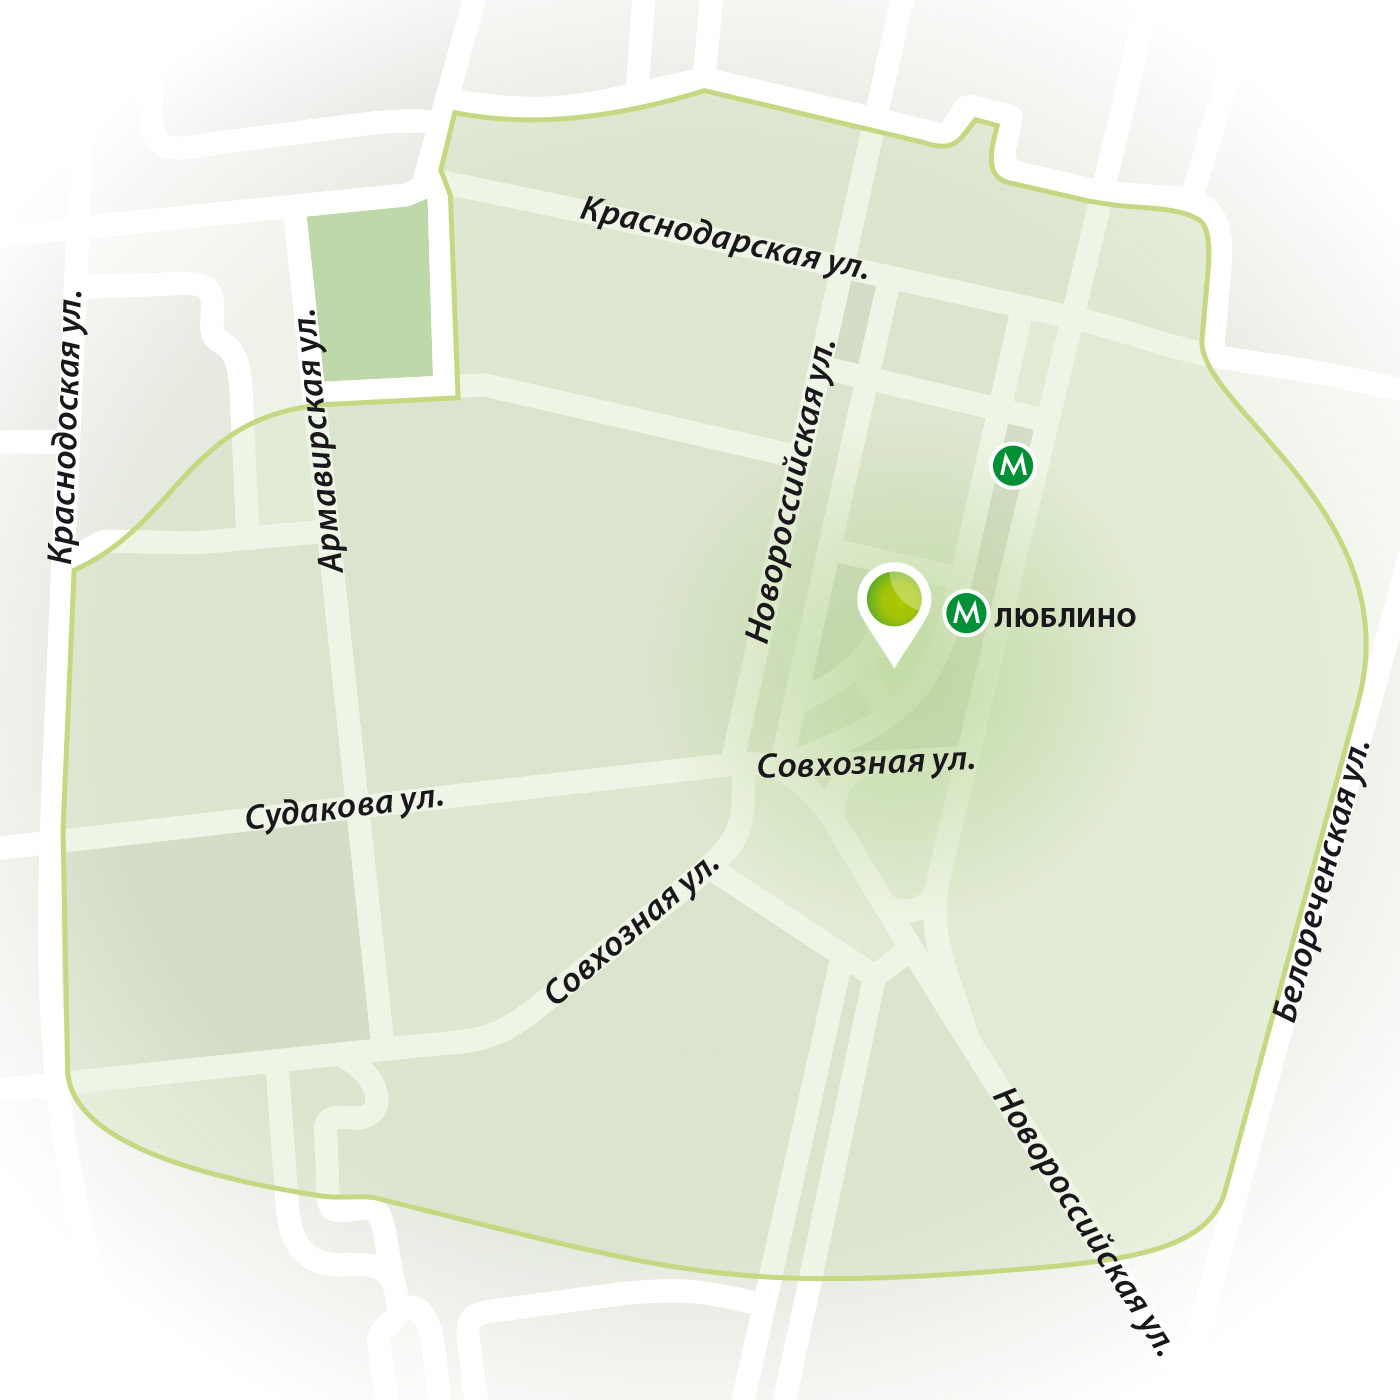 Краснодарская ул.
Краснодоская ул.
Армавирская ул.
Новороссийская ул.
М
М ЛЮБЛИНО
Совхозная ул.
Судакова ул.
Совхозная ул.
Белореченская ул.
Новороссийская ул.